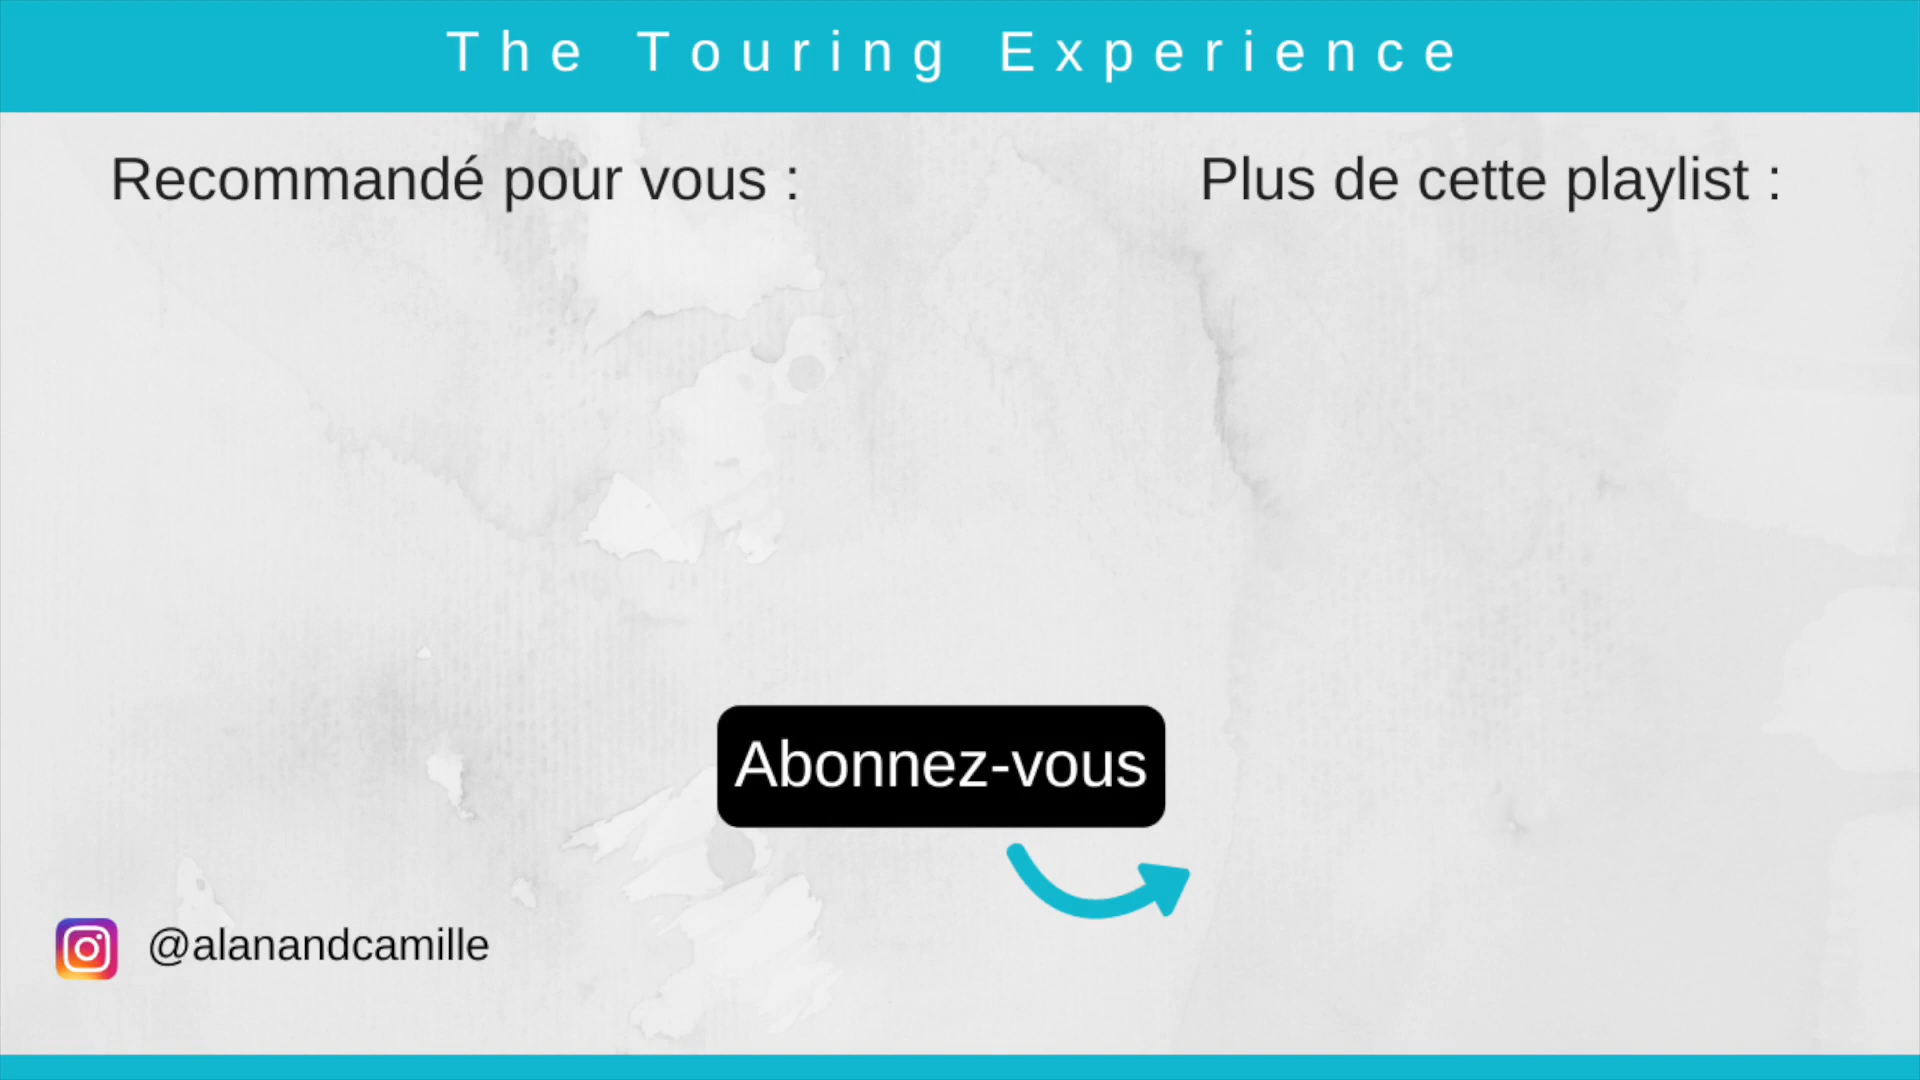 The Touring Experience
Recommandé pour vous :
Plus de cette playlist :
Abonnez-vous
@alanandcamille